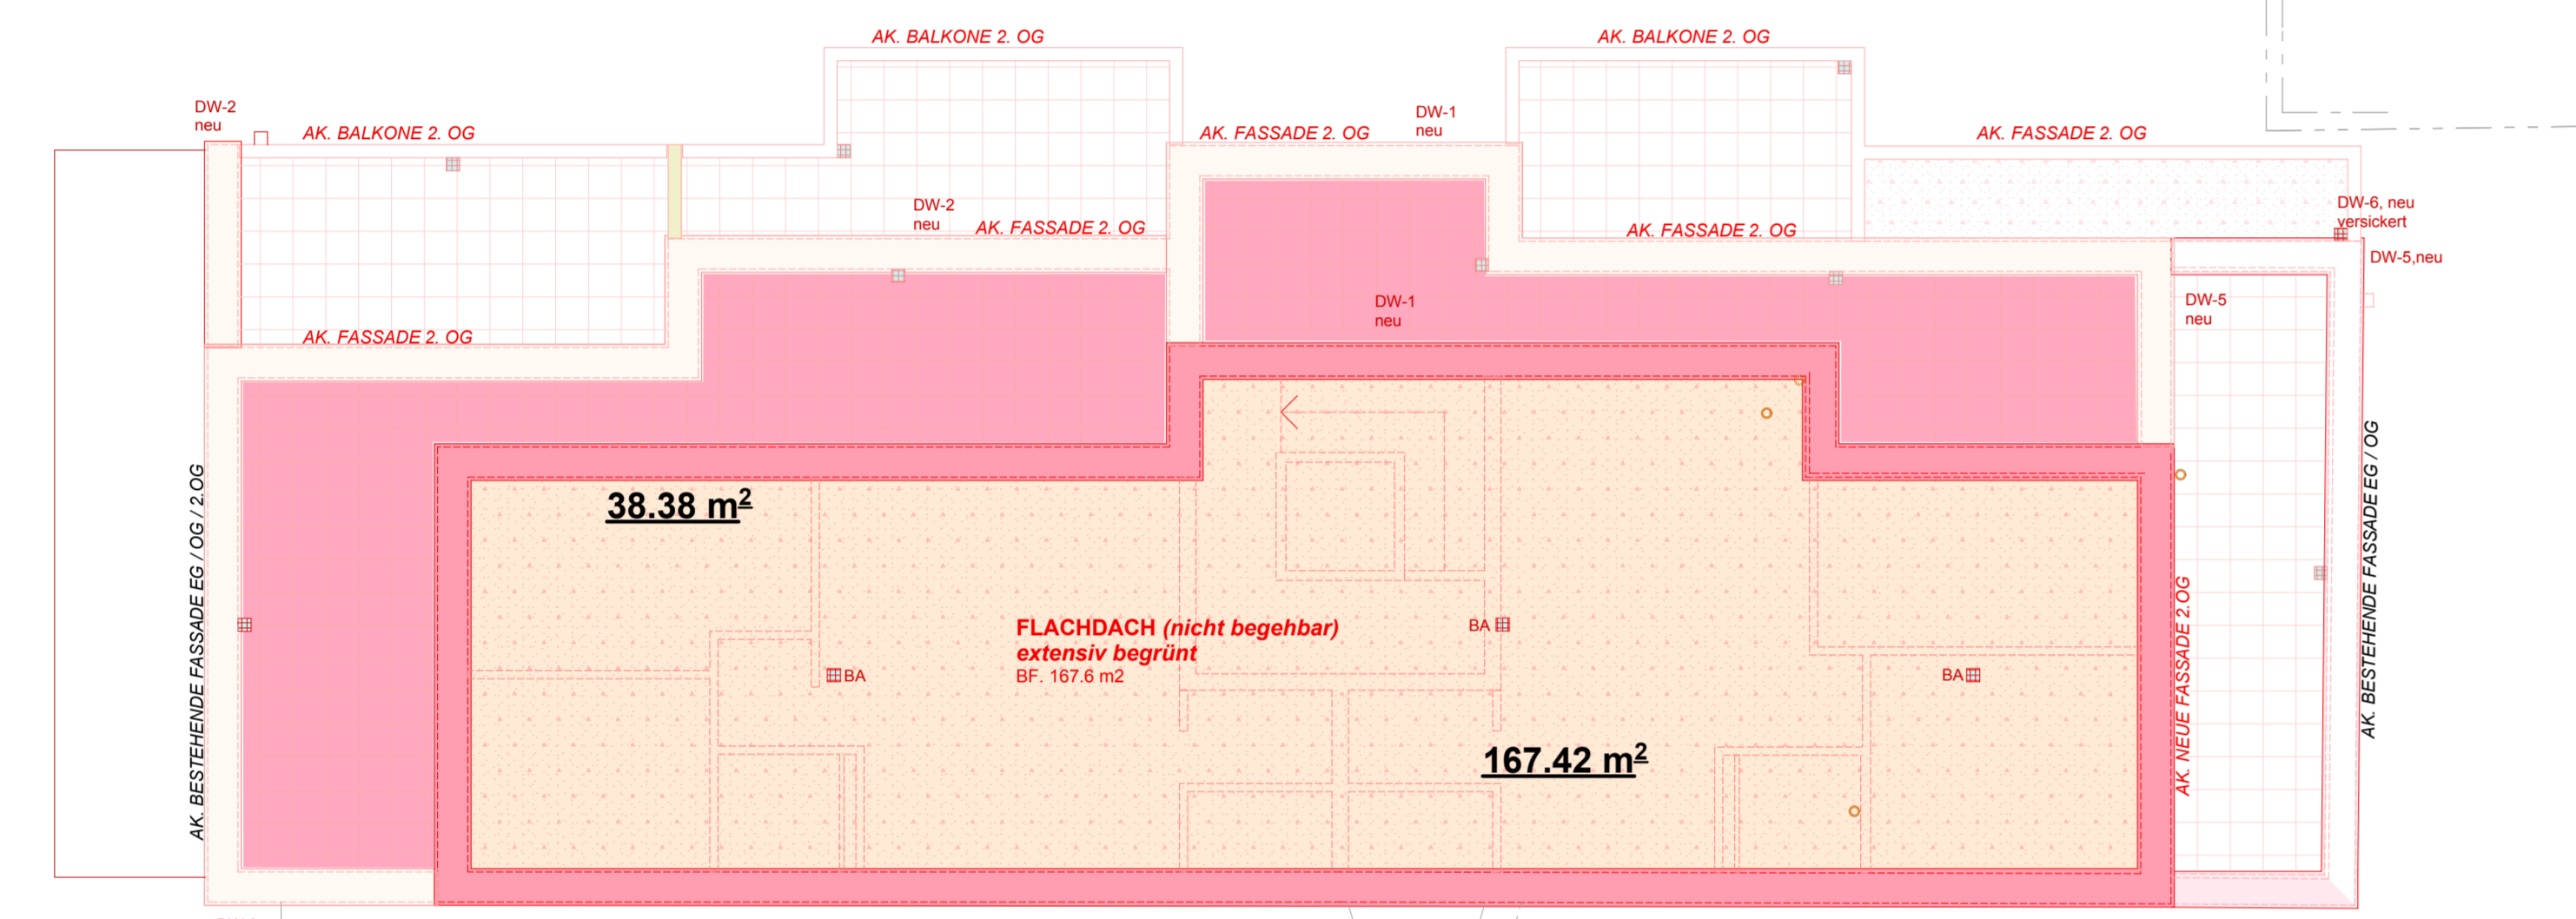 AK. BALKONE 2. OG
AK. BALKONE 2. OG
DW-2
neu
AK. BALKONE 2. OG
AK. FASSADE 2. OG
DW-1
neu
AK. FASSADE 2. OG
DW-2
neu
AK. FASSADE 2. OG
AK. FASSADE 2. OG
DW-6, neu
versickert
DW-5,neu
DW-1
neu
DW-5
neu
AK. FASSADE 2. OG
AK. BESTEHENDE FASSADE EG / OG / 2.OG
38.38 m2
FLACHDACH (nicht begehbar)
extensiv begrünt
BF. 167.6 m2
BA
BA
BA
167.42 m2
AK. NEUE FASSADE 2.OG
AK. BESTEHENDE FASSADE EG / OG